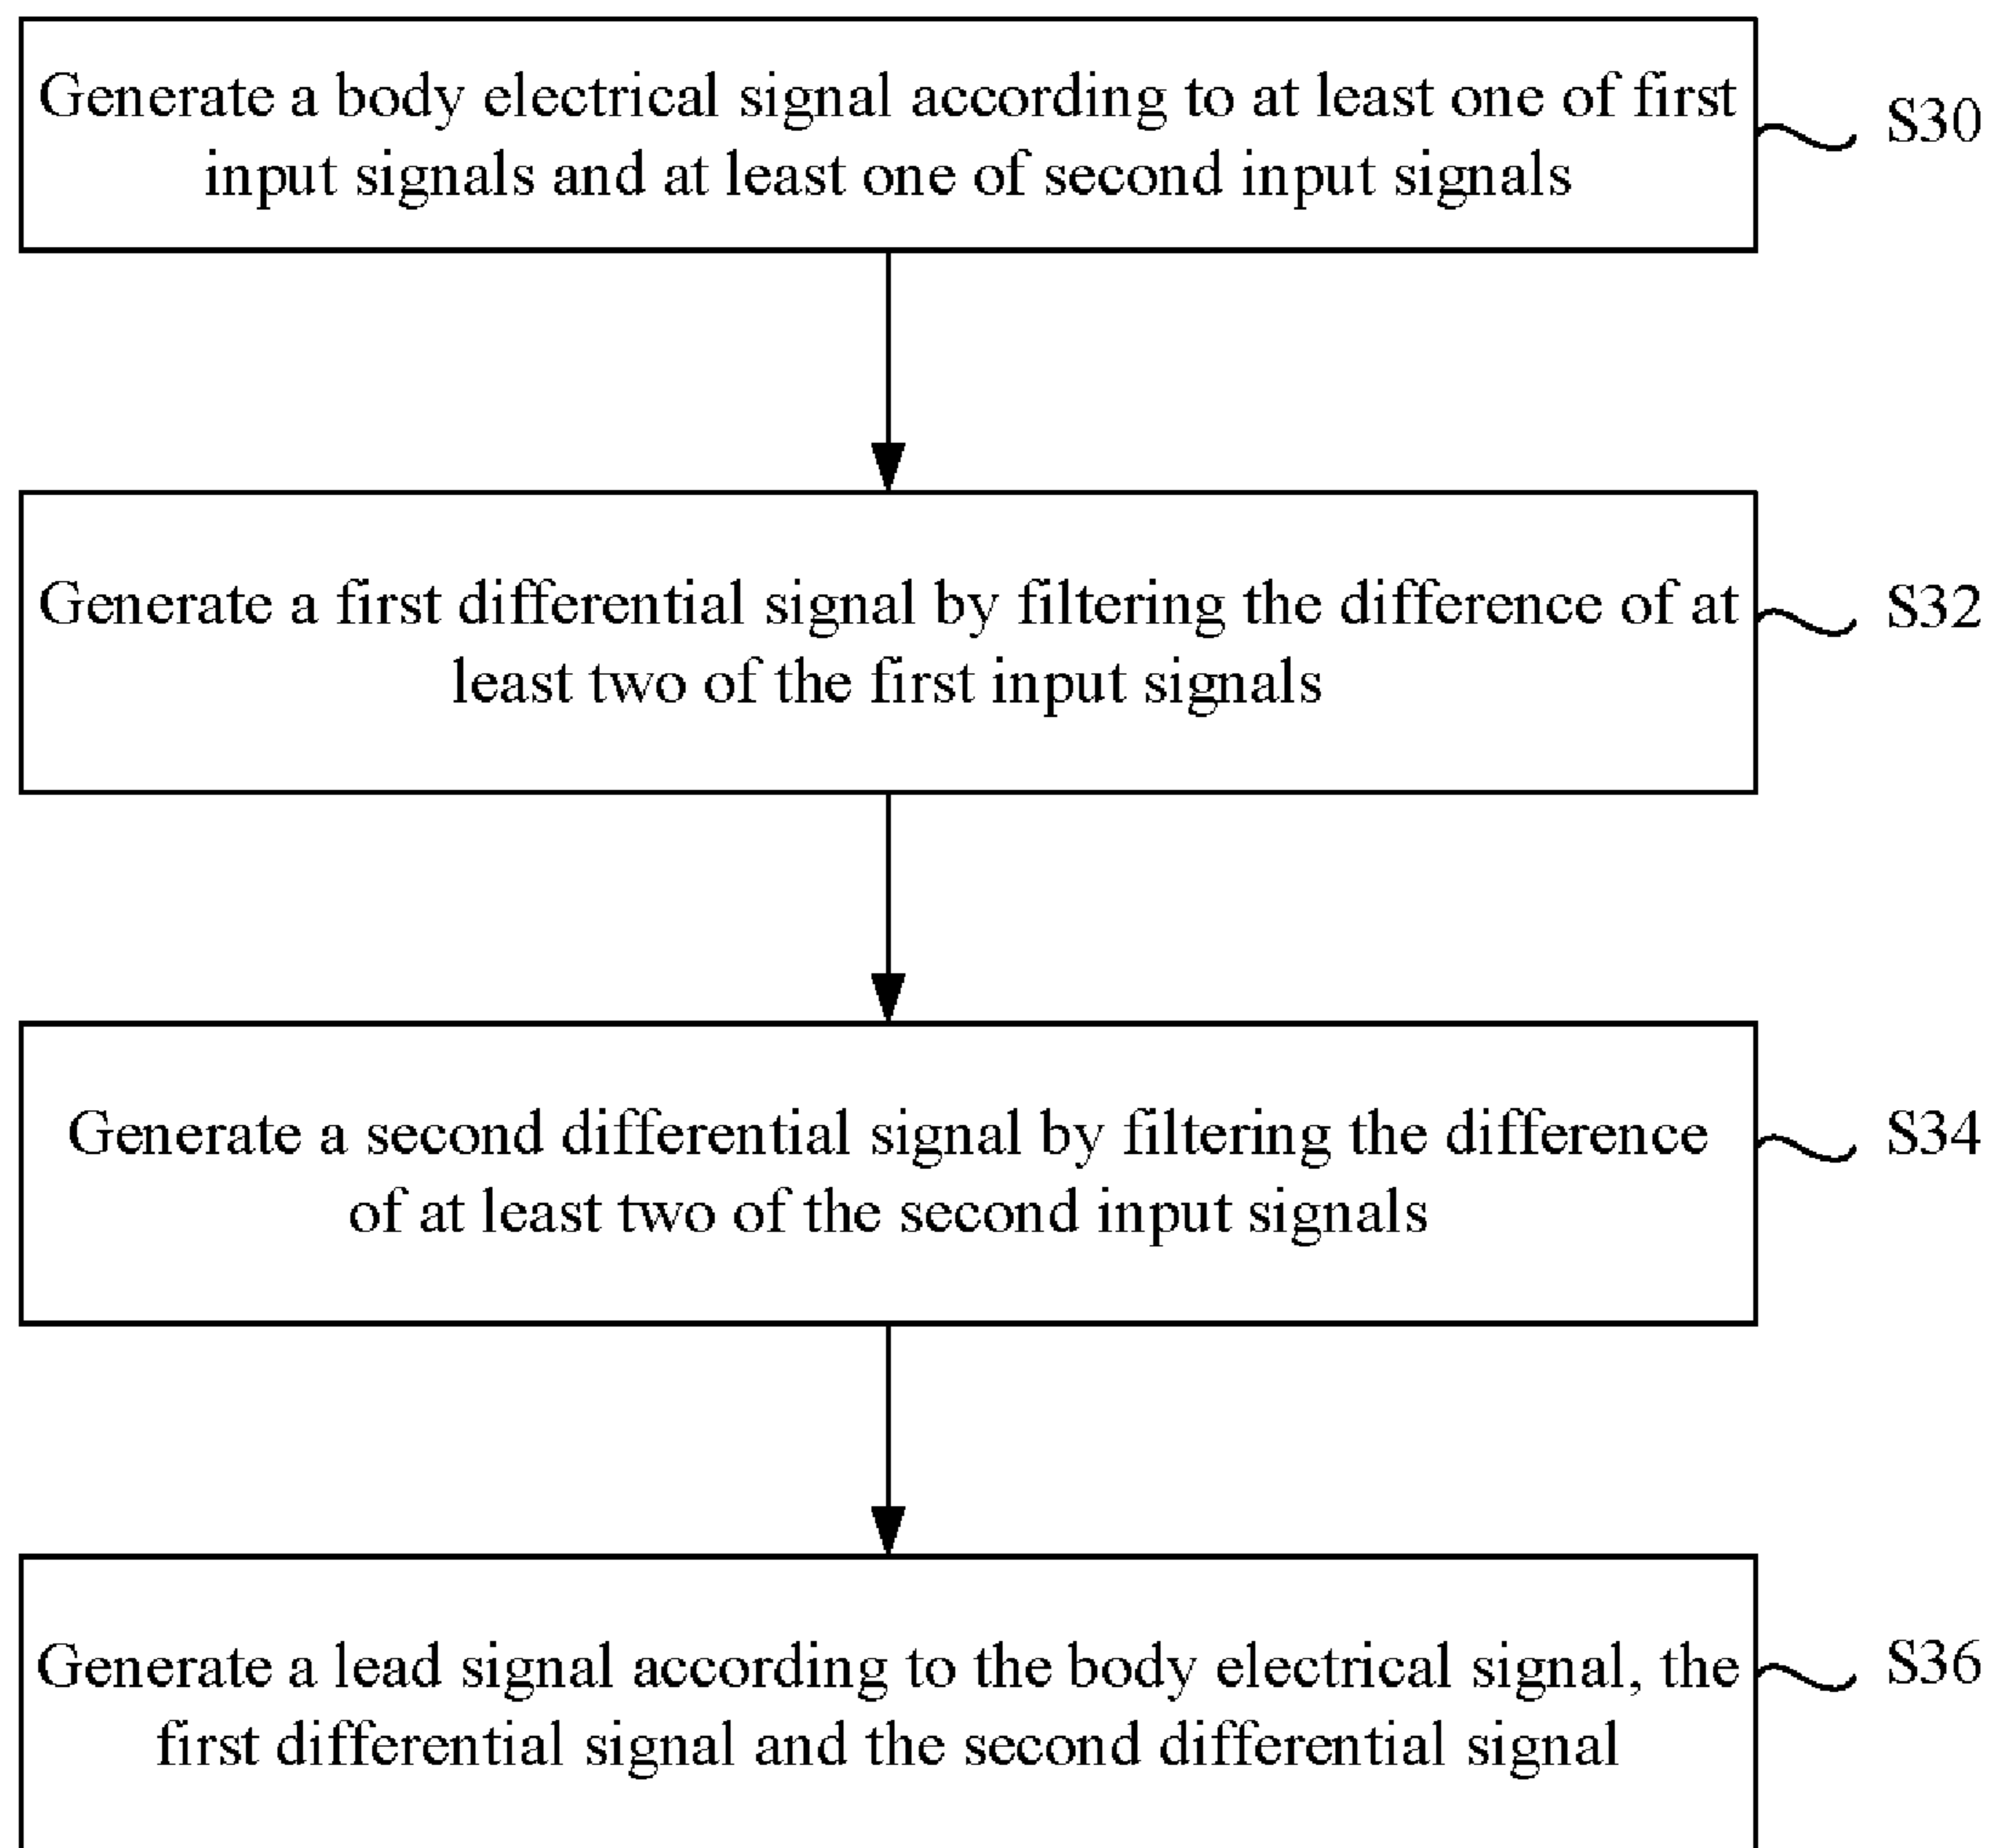 Generate a body electrical signal according to at least one of first
input signals and at least one of second input signals
S30
Generate a first differential signal by filtering the difference of at
least two of the first input signals
S32
Generate a second differential signal by filtering the difference
of at least two of the second input signals
S34
Generate a lead signal according to the body electrical signal, the
first differential signal and the second differential signal
S36